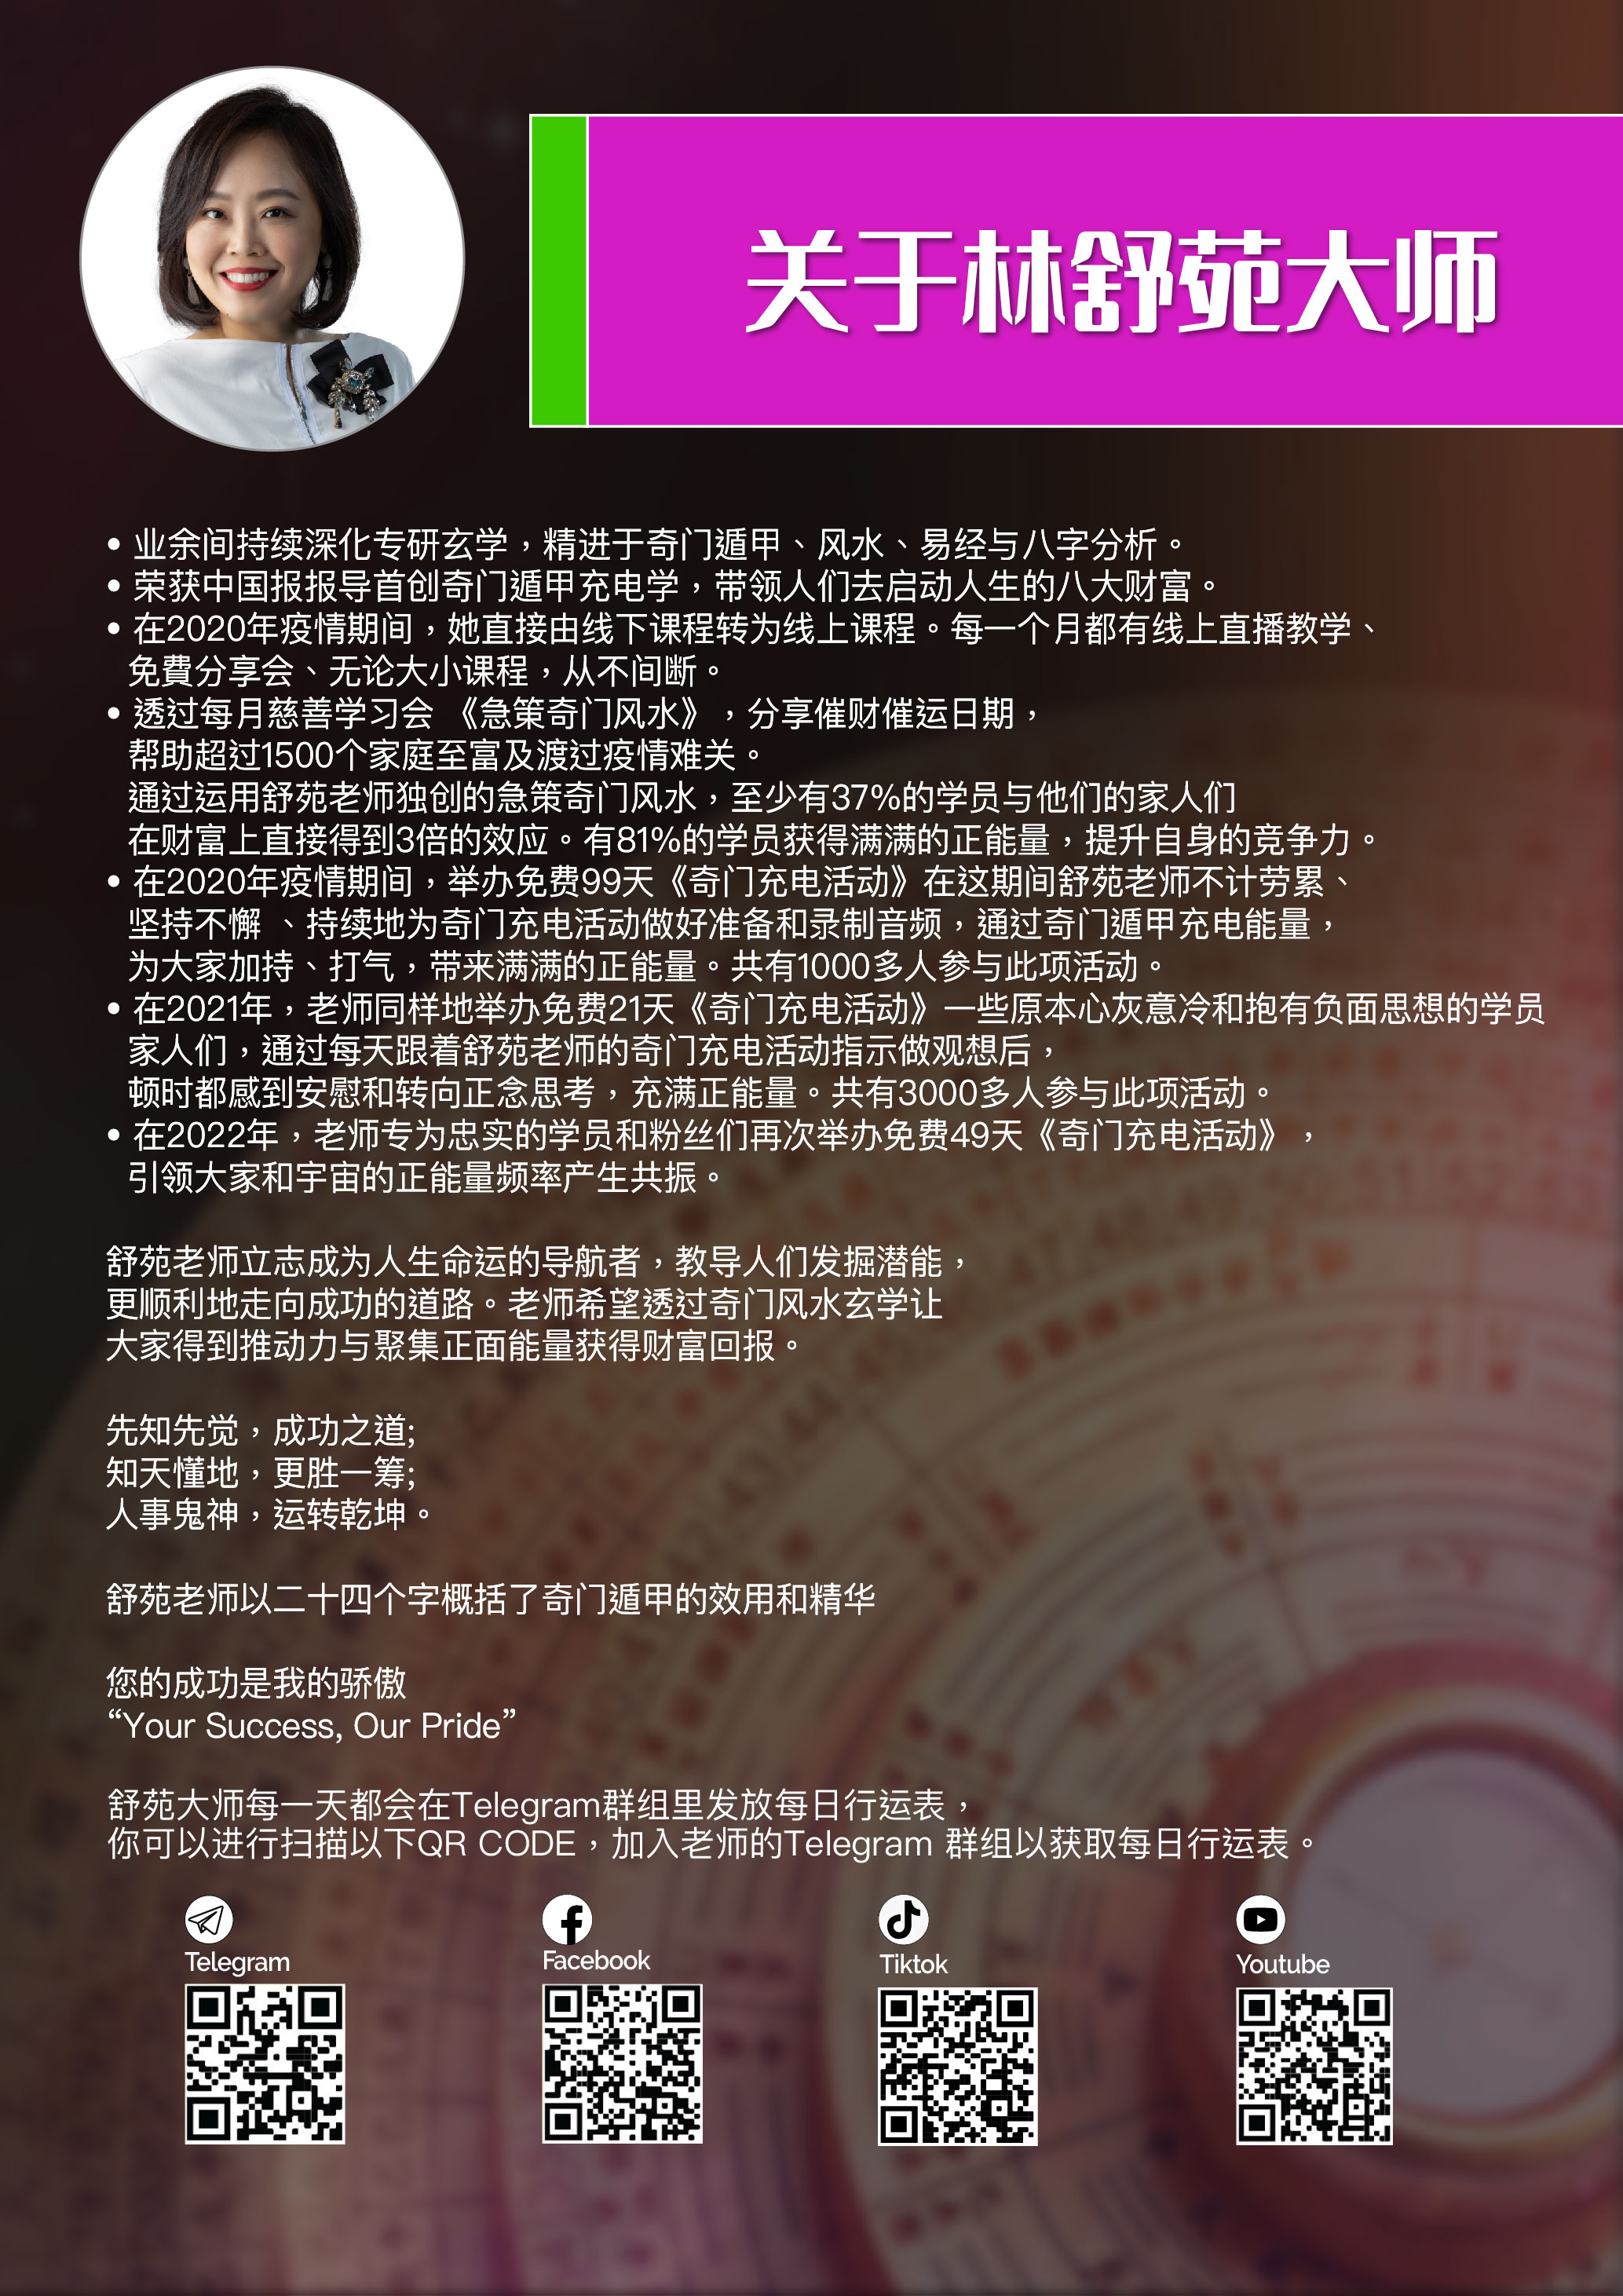 关于林舒苑大师
• 业余间持续深化专研玄学，精进于奇门遁甲、风水、易经与八字分析。
• 荣获中国报报导首创奇门遁甲充电学，带领人们去启动人生的八大财富。
• 在2020年疫情期间，她直接由线下课程转为线上课程。每一个月都有线上直播教学、
免費分享会、无论大小课程，从不间断。
• 透过每月慈善学习会 《急策奇门风水》，分享催财催运日期，
帮助超过1500个家庭至富及渡过疫情难关。
通过运用舒苑老师独创的急策奇门风水，至少有37%的学员与他们的家人们
在财富上直接得到3倍的效应。有81%的学员获得满满的正能量，提升自身的竞争力。
• 在2020年疫情期间，举办免费99天《奇门充电活动》在这期间舒苑老师不计劳累、
坚持不懈 、持续地为奇门充电活动做好准备和录制音频，通过奇门遁甲充电能量，
为大家加持、打气，带来满满的正能量。共有1000多人参与此项活动。
• 在2021年，老师同样地举办免费21天《奇门充电活动》一些原本心灰意冷和抱有负面思想的学员
家人们，通过每天跟着舒苑老师的奇门充电活动指示做观想后，
顿时都感到安慰和转向正念思考，充满正能量。共有3000多人参与此项活动。
• 在2022年，老师专为忠实的学员和粉丝们再次举办免费49天《奇门充电活动》，
引领大家和宇宙的正能量频率产生共振。
舒苑老师立志成为人生命运的导航者，教导人们发掘潜能，
更顺利地走向成功的道路。老师希望透过奇门风水玄学让
大家得到推动力与聚集正面能量获得财富回报。
先知先觉，成功之道;
知天懂地，更胜一筹;
人事鬼神，运转乾坤。
舒苑老师以二十四个字概括了奇门遁甲的效用和精华
您的成功是我的骄傲
“Your Success, Our Pride”
舒苑大师每一天都会在Telegram群组里发放每日行运表，
你可以进行扫描以下QR CODE，加入老师的Telegram 群组以获取每日行运表。
Telegram
Facebook
Tiktok
Youtube